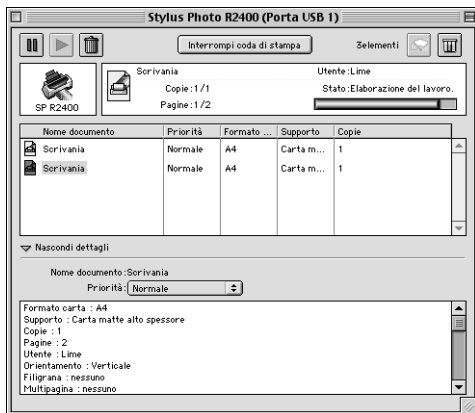 Stylus Photo R2400 (Porta USB 1)
Interrompi coda di stampa
3elementi
SP R2400
Scrivania
Utente:Lime
Copie:1/1
Stato:Elaborazione del lavoro.
Pagine:1/2
Nome documento Priorità Formato ... Supporto Copie
Scrivania Normale A4 Carta m... 1
Scrivania Normale A4 Carta m... 1
Nascondi dettagli
Nome documento:Scrivania
Priorità: Normale
Formato carta : A4
Supporto : Carta matte alto spessore
Copie : 1
Pagine : 2
Utente : Lime
Orientamento : Verticale
Filigrana : nessuno
Multipagina : nessuno